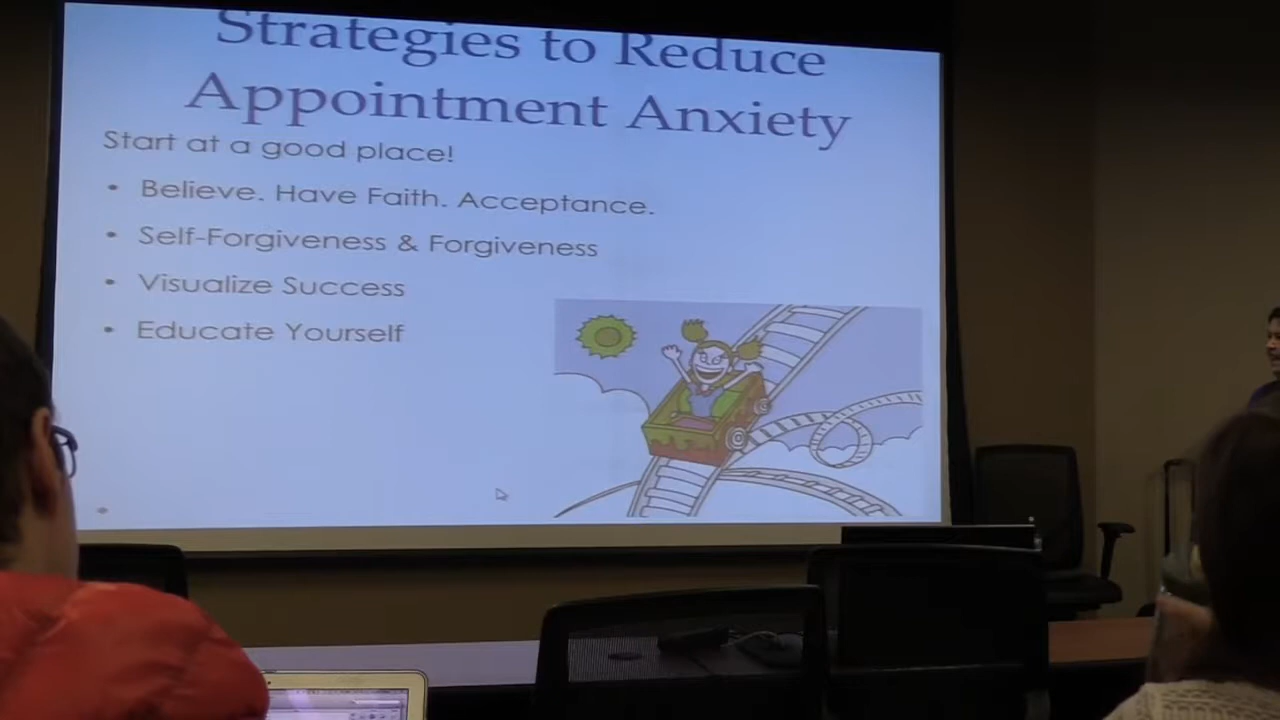 Strategies to Reduce
Appointment Anxiety
Start at a good place!
• Believe. Have Faith. Acceptance.
• Self-Forgiveness & Forgiveness
• Visualize Success
• Educate Yourself